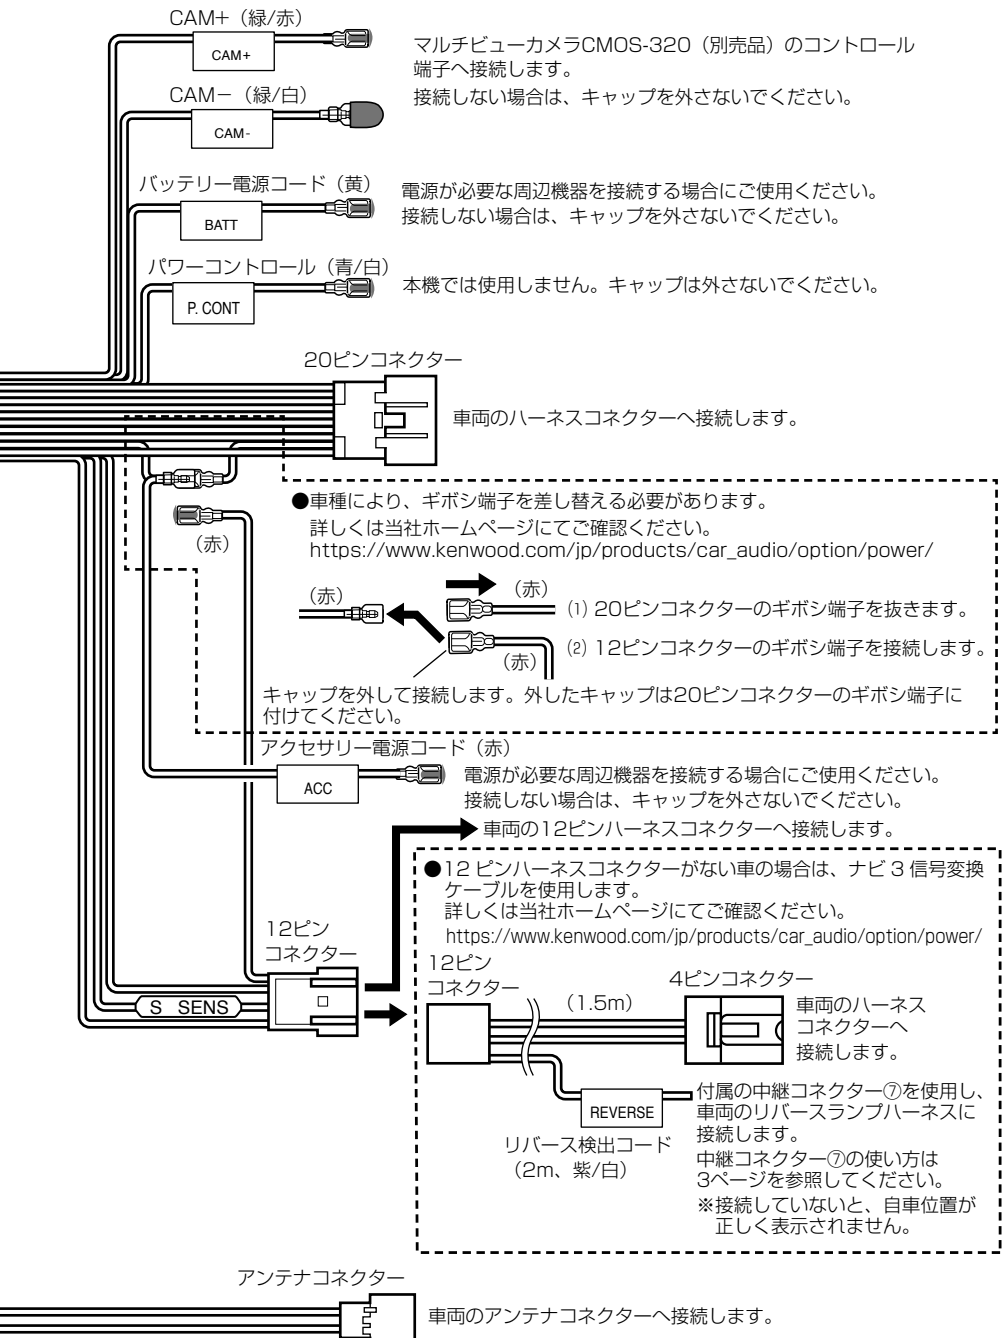 CAM+（緑/赤）
CAM+
マルチビューカメラCMOS-320（別売品）のコントロール
端子へ接続します。
接続しない場合は、キャップを外さないでください。
CAM−（緑/白）
CAM-
バッテリー電源コード（黄）
BATT
電源が必要な周辺機器を接続する場合にご使用ください。
接続しない場合は、キャップを外さないでください。
パワーコントロール（青/白）
P. CONT
本機では使用しません。キャップは外さないでください。
20ピンコネクター
車両のハーネスコネクターへ接続します。
●車種により、ギボシ端子を差し替える必要があります。
詳しくは当社ホームページにてご確認ください。
https://www.kenwood.com/jp/products/car_audio/option/power/
（赤）
（赤）
（赤）
⑴ 20ピンコネクターのギボシ端子を抜きます。
⑵ 12ピンコネクターのギボシ端子を接続します。
（赤）
キャップを外して接続します。外したキャップは20ピンコネクターのギボシ端子に
付けてください。
アクセサリー電源コード（赤）
ACC
電源が必要な周辺機器を接続する場合にご使用ください。
接続しない場合は、キャップを外さないでください。
車両の12ピンハーネスコネクターへ接続します。
●12 ピンハーネスコネクターがない車の場合は、ナビ 3 信号変換
ケーブルを使用します。
詳しくは当社ホームページにてご確認ください。
https://www.kenwood.com/jp/products/car_audio/option/power/
12ピン
コネクター
S SENS
12ピン
コネクター
（1.5m）
4ピンコネクター
車両のハーネス
コネクターへ
接続します。
REVERSE
リバース検出コード
（2m、紫/白）
付属の中継コネクター⑦を使用し、
車両のリバースランプハーネスに
接続します。
中継コネクター⑦の使い方は
3ページを参照してください。
※接続していないと、自車位置が
正しく表示されません。
アンテナコネクター
車両のアンテナコネクターへ接続します。